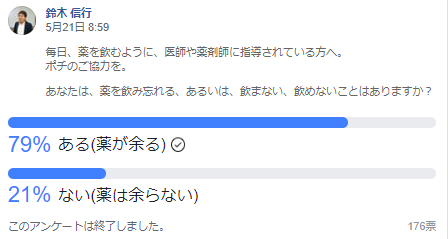 鈴木 信行
5月21日 8:59
毎日、薬を飲むように、医師や薬剤師に指導されている方へ。
ポチのご協力を。
あなたは、薬を飲み忘れる、あるいは、飲まない、飲めないことはありますか？
79% ある(薬が余る)
21% ない(薬は余らない)
このアンケートは終了しました。 176票